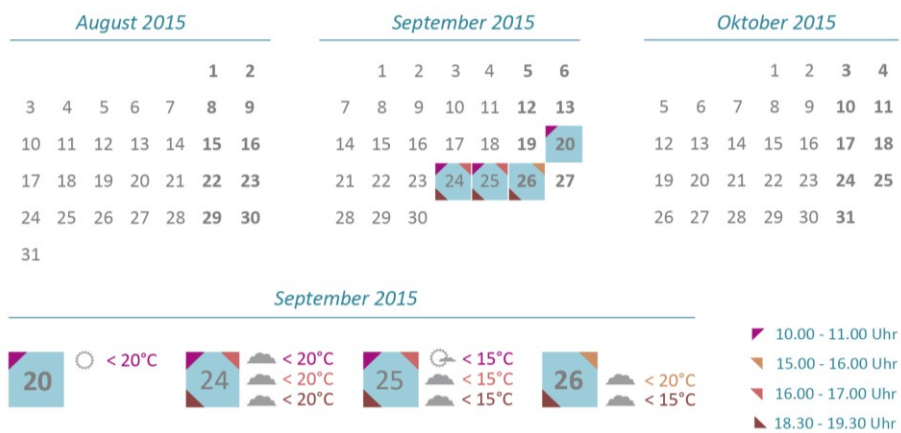 August 2015
1 2
3 4 5 6 7 8 9
10 11 12 13 14 15 16
17 18 19 20 21 22 23
24 25 26 27 28 29 30
31
September 2015
1 2 3 4 5 6
7 8 9 10 11 12 13
14 15 16 17 18 19 20
21 22 23 24 25 26 27
28 29 30
Oktober 2015
1 2 3 4
5 6 7 8 9 10 11
12 13 14 15 16 17 18
19 20 21 22 23 24 25
26 27 28 29 30 31
September 2015
20 < 20°C
24 < 20°C
< 20°C
< 20°C
25 < 15°C
< 15°C
< 15°C
26 < 20°C
< 15°C
10.00 - 11.00 Uhr
15.00 - 16.00 Uhr
16.00 - 17.00 Uhr
18.30 - 19.30 Uhr